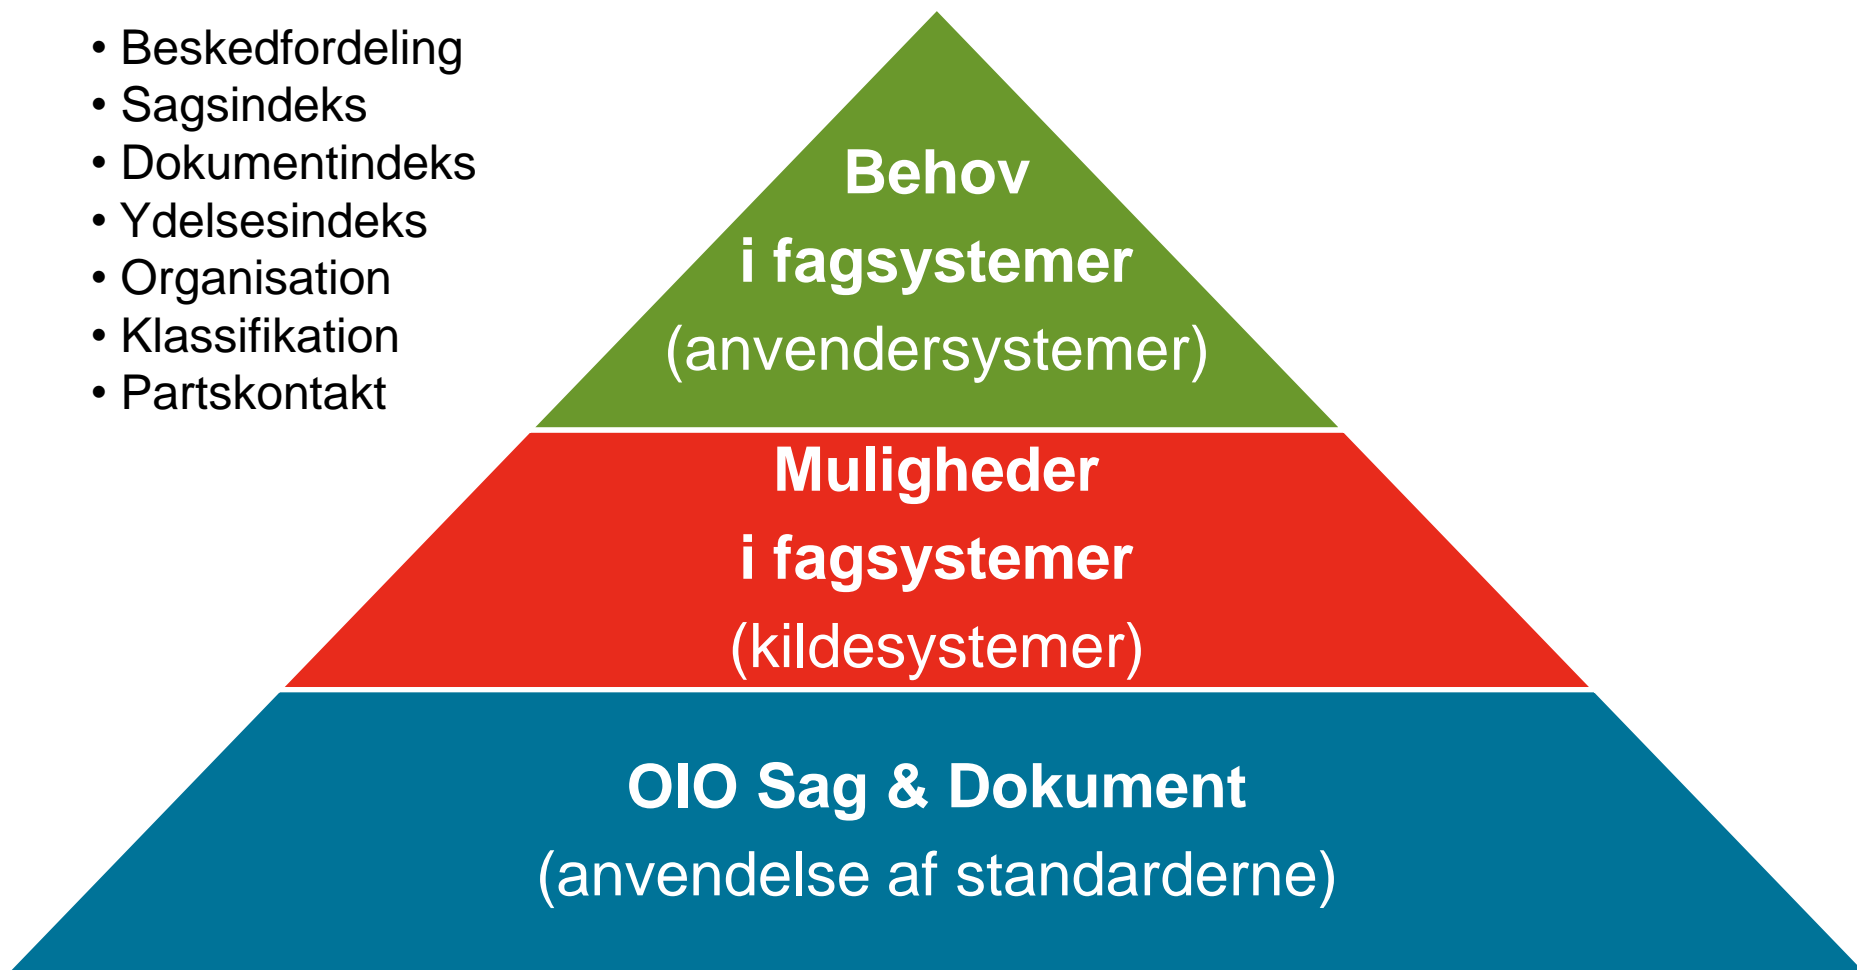 • Beskedfordeling
• Sagsindeks
• Dokumentindeks
• Ydelsesindeks
• Organisation
• Klassifikation
• Partskontakt
Behov
i fagsystemer
(anvendersystemer)
Muligheder
i fagsystemer
(kildesystemer)
OIO Sag & Dokument
(anvendelse af standarderne)